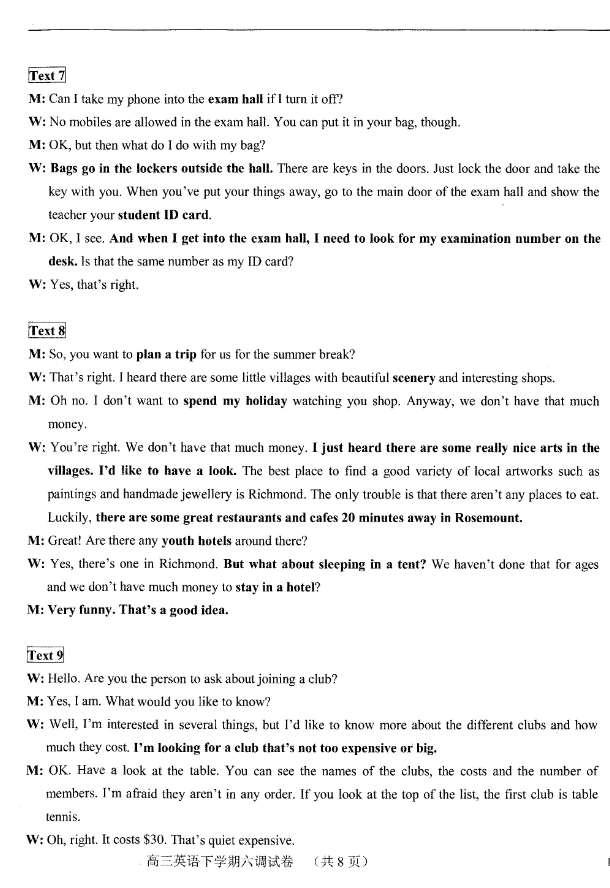 Text 7
M: Can I take my phone into the exam hall if I turn it off?
W: No mobiles are allowed in the exam hall. You can put it in your bag, though.
M: OK, but then what do I do with my bag?
W: Bags go in the lockers outside the hall. There are keys in the doors. Just lock the door and take the
key with you. When you've put your things away, go to the main door of the exam hall and show the
teacher your student ID card.
M: OK, I see. And when I get into the exam hall, I need to look for my examination number on the
desk. Is that the same number as my ID card?
W: Yes, that's right.
Text 8
M: So, you want to plan a trip for us for the summer break?
W: That's right. I heard there are some little villages with beautiful scenery and interesting shops.
M: Oh no. I don't want to spend my holiday watching you shop. Anyway, we don't have that much
money.
W: You're right. We don't have that much money. I just heard there are some really nice arts in the
villages. I'd like to have a look. The best place to find a good variety of local artworks such as
paintings and handmade jewellery is Richmond. The only trouble is that there aren't any places to eat.
Luckily, there are some great restaurants and cafes 20 minutes away in Rosemount.
M: Great! Are there any youth hotels around there?
W: Yes, there's one in Richmond. But what about sleeping in a tent? We haven't done that for ages
and we don't have much money to stay in a hotel?
M: Very funny. That's a good idea.
Text 9
W: Hello. Are you the person to ask about joining a club?
M: Yes, I am. What would you like to know?
W: Well, I'm interested in several things, but I'd like to know more about the different clubs and how
much they cost. I'm looking for a club that's not too expensive or big.
M: OK. Have a look at the table. You can see the names of the clubs, the costs and the number of
members. I'm afraid they aren't in any order. If you look at the top of the list, the first club is table
tennis.
W: Oh, right. It costs $30. That's quiet expensive.
高三英语下学期六调试卷 （共 8 页）